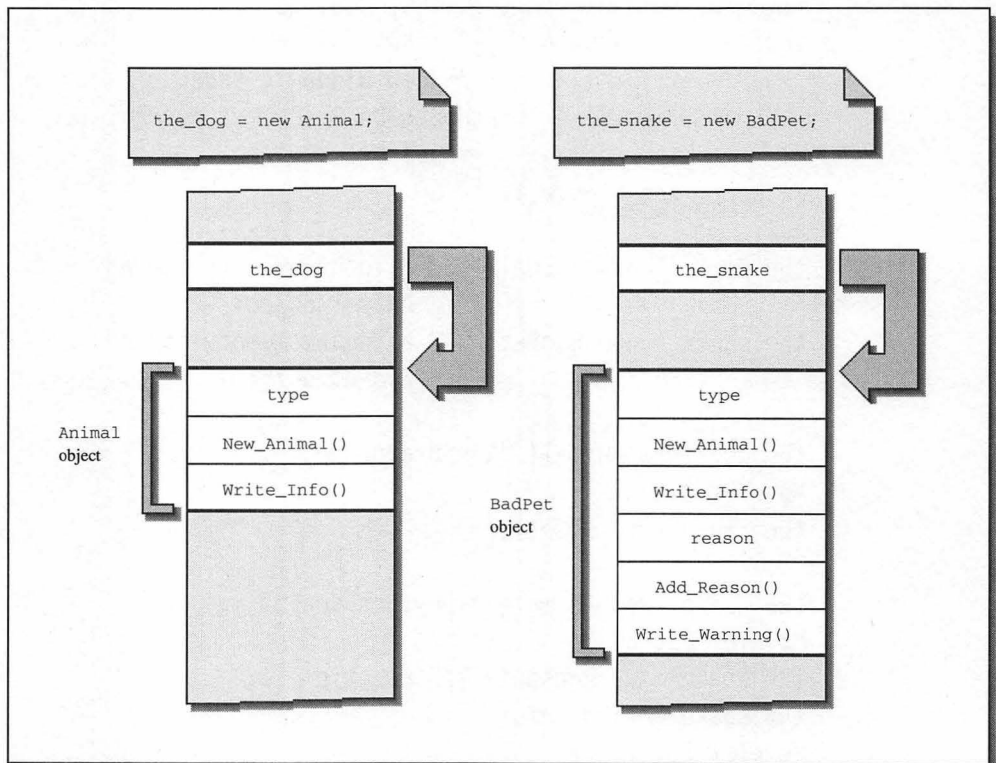 the_dog = new Animal;
the_snake = new BadPet;
the_dog
type
New_Animal()
Write_Info()
Animal
object
the_snake
type
New_Animal()
Write_Info()
reason
Add_Reason()
Write_Warning()
BadPet
object